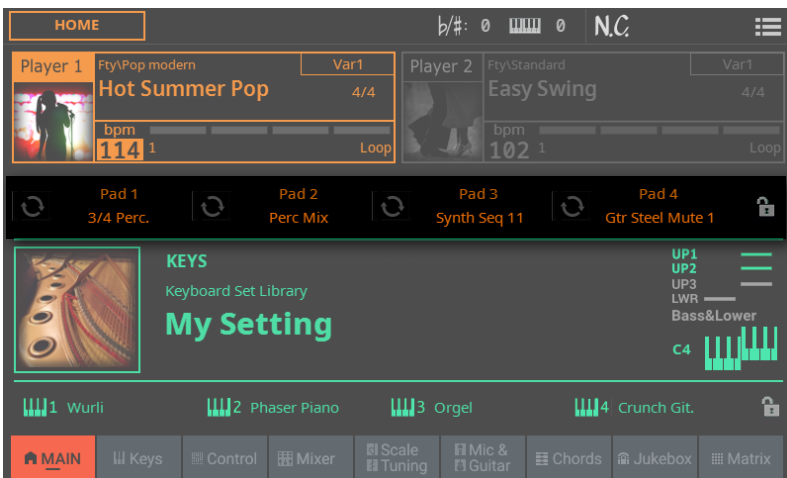 HOME
♭/#: 0 0 N.C.
Player 1 Fty\Pop modern Var1
Hot Summer Pop 4/4
bpm
114 1 Loop
Player 2 Fty\Standard Var1
Easy Swing 4/4
bpm
102 1 Loop
Pad 1
3/4 Perc.
Pad 2
Perc Mix
Pad 3
Synth Seq 11
Pad 4
Gtr Steel Mute 1
KEYS
Keyboard Set Library
My Setting
UP1
UP2
UP3
LWR
Bass&Lower
C4
1 Wurli
2 Phaser Piano
3 Orgel
4 Crunch Git.
MAIN
Keys
Control
Mixer
Scale
Tuning
Mic &
Guitar
Chords
Jukebox
Matrix